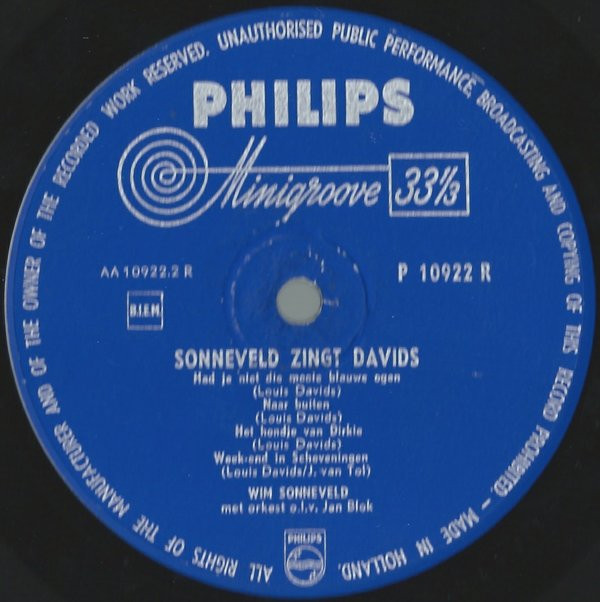 ALL RIGHTS OF THE MANUFACTURER AND OF THE OWNER OF THE RECORDED WORK RESERVED. UNAUTHORISED PUBLIC PERFORMANCE, BROADCASTING AND COPYING OF THIS RECORD PROHIBITED – MADE IN HOLLAND.
PHILIPS
Minigroove 33⅓
AA 10922.2 R
P 10922 R
B.I.E.M.
SONNEVELD ZINGT DAVIDS
Had je niet die mooie blauwe ogen
(Louis Davids)
Naar buiten
(Louis Davids)
Het hondje van Dirkie
(Louis Davids)
Week-end in Scheveningen
(Louis Davids/J. van Tol)
WIM SONNEVELD
met orkest o.l.v. Jan Blok
PHILIPS